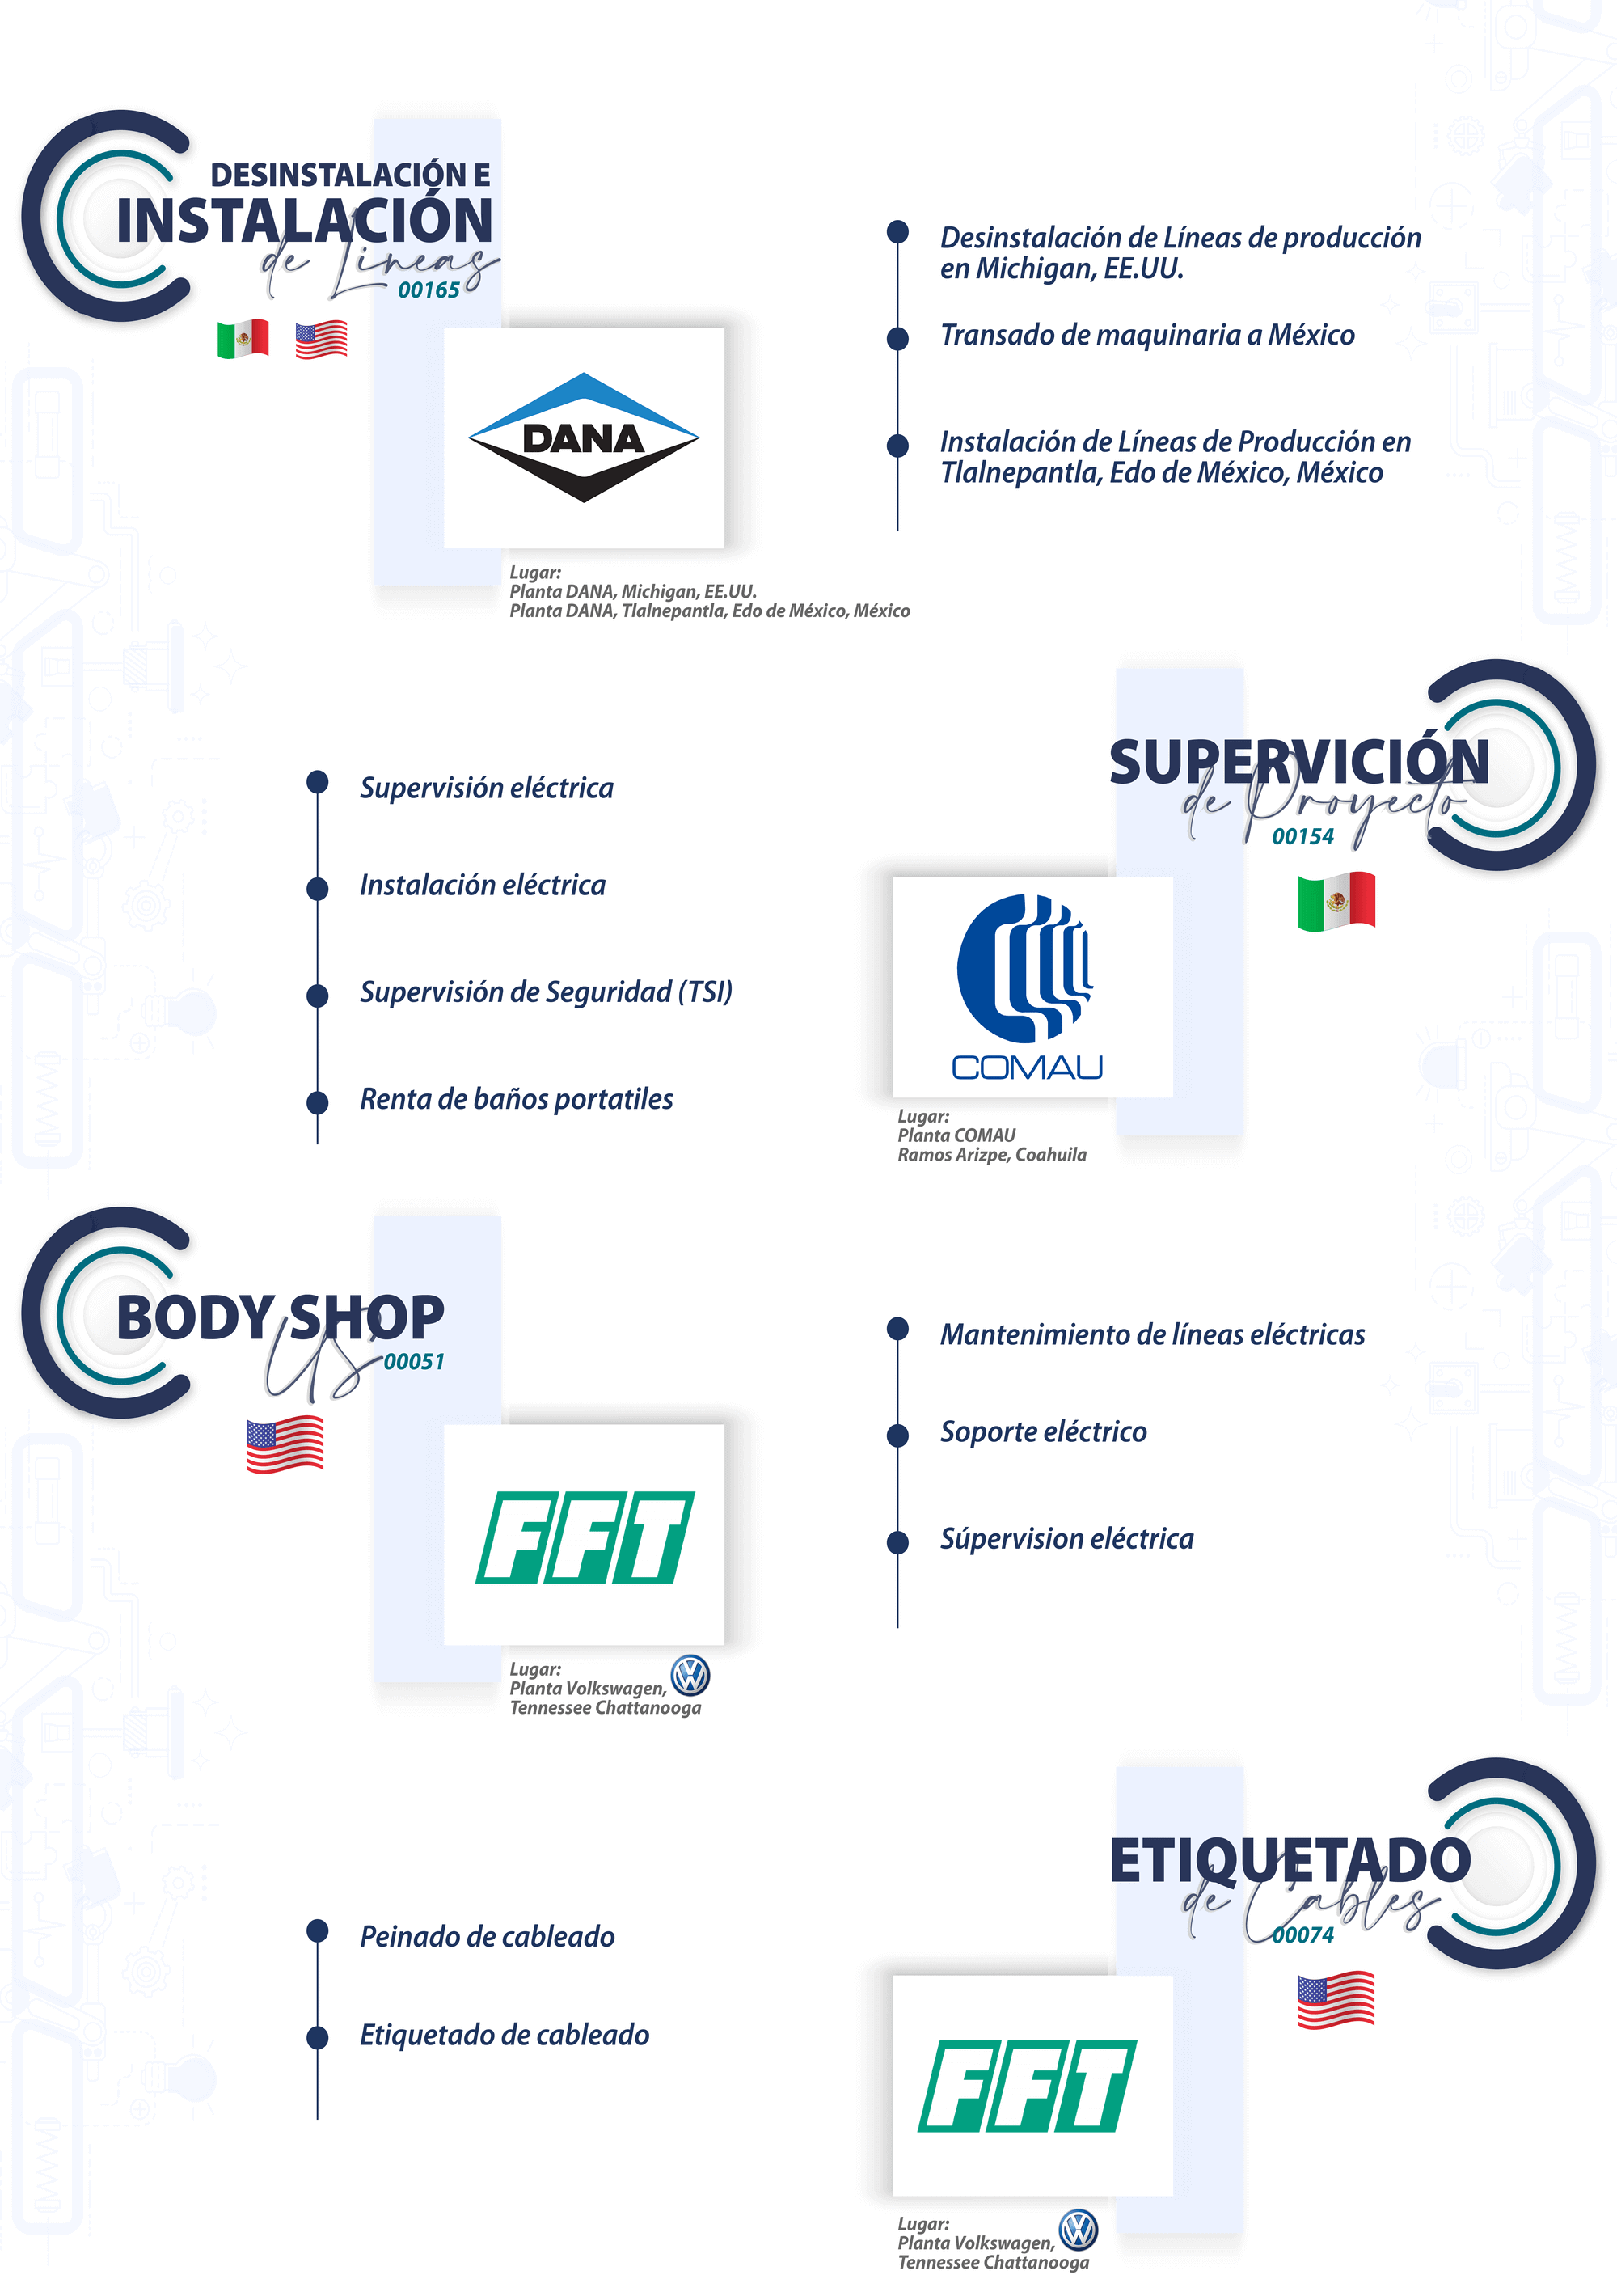 DESINSTALACIÓN E
INSTALACIÓN
de Líneas
00165
DANA
Lugar:
Planta DANA, Michigan, EE.UU.
Planta DANA, Tlalnepantla, Edo de México, México
Desinstalación de Líneas de producción
en Michigan, EE.UU.
Transado de maquinaria a México
Instalación de Líneas de Producción en
Tlalnepantla, Edo de México, México
SUPERVICIÓN
de Proyecto
00154
COMAU
Lugar:
Planta COMAU
Ramos Arizpe, Coahuila
Supervisión eléctrica
Instalación eléctrica
Supervisión de Seguridad (TSI)
Renta de baños portatiles
BODY SHOP
US
00051
FFT
Lugar:
Planta Volkswagen,
Tennessee Chattanooga
Mantenimiento de líneas eléctricas
Soporte eléctrico
Súpervision eléctrica
ETIQUETADO
de Cables
00074
FFT
Lugar:
Planta Volkswagen,
Tennessee Chattanooga
Peinado de cableado
Etiquetado de cableado